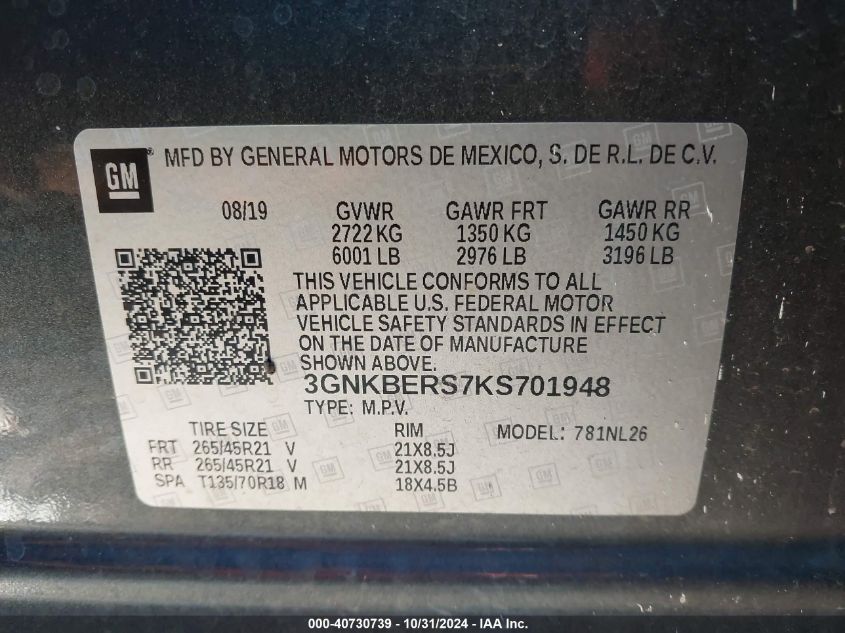 GM ® MFD BY GENERAL MOTORS DE MEXICO, S. DE R.L. DE C.V.
08/19 GVWR GAWR FRT GAWR RR
2722 KG 1350 KG 1450 KG
6001 LB 2976 LB 3196 LB
THIS VEHICLE CONFORMS TO ALL
APPLICABLE U.S. FEDERAL MOTOR
VEHICLE SAFETY STANDARDS IN EFFECT
ON THE DATE OF MANUFACTURE
SHOWN ABOVE.
3GNKBERS7KS701948
TYPE: M.P.V.
TIRE SIZE RIM MODEL: 781NL26
FRT 265/45R21 V 21X8.5J
RR 265/45R21 V 21X8.5J
SPA T135/70R18 M 18X4.5B
000-40730739 - 10/31/2024 - IAA Inc.